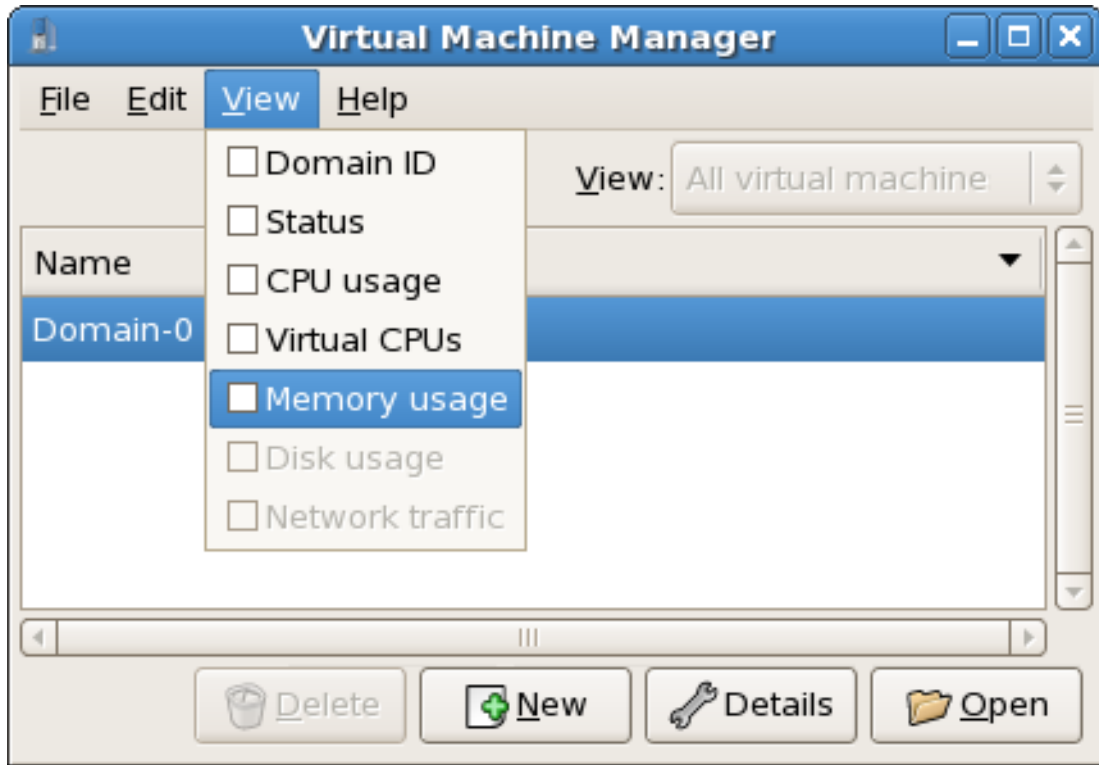 Virtual Machine Manager
File Edit View Help
Domain ID
View: All virtual machine
Status
Name
CPU usage
Domain-0
Virtual CPUs
Memory usage
Disk usage
Network traffic
Delete New Details Open